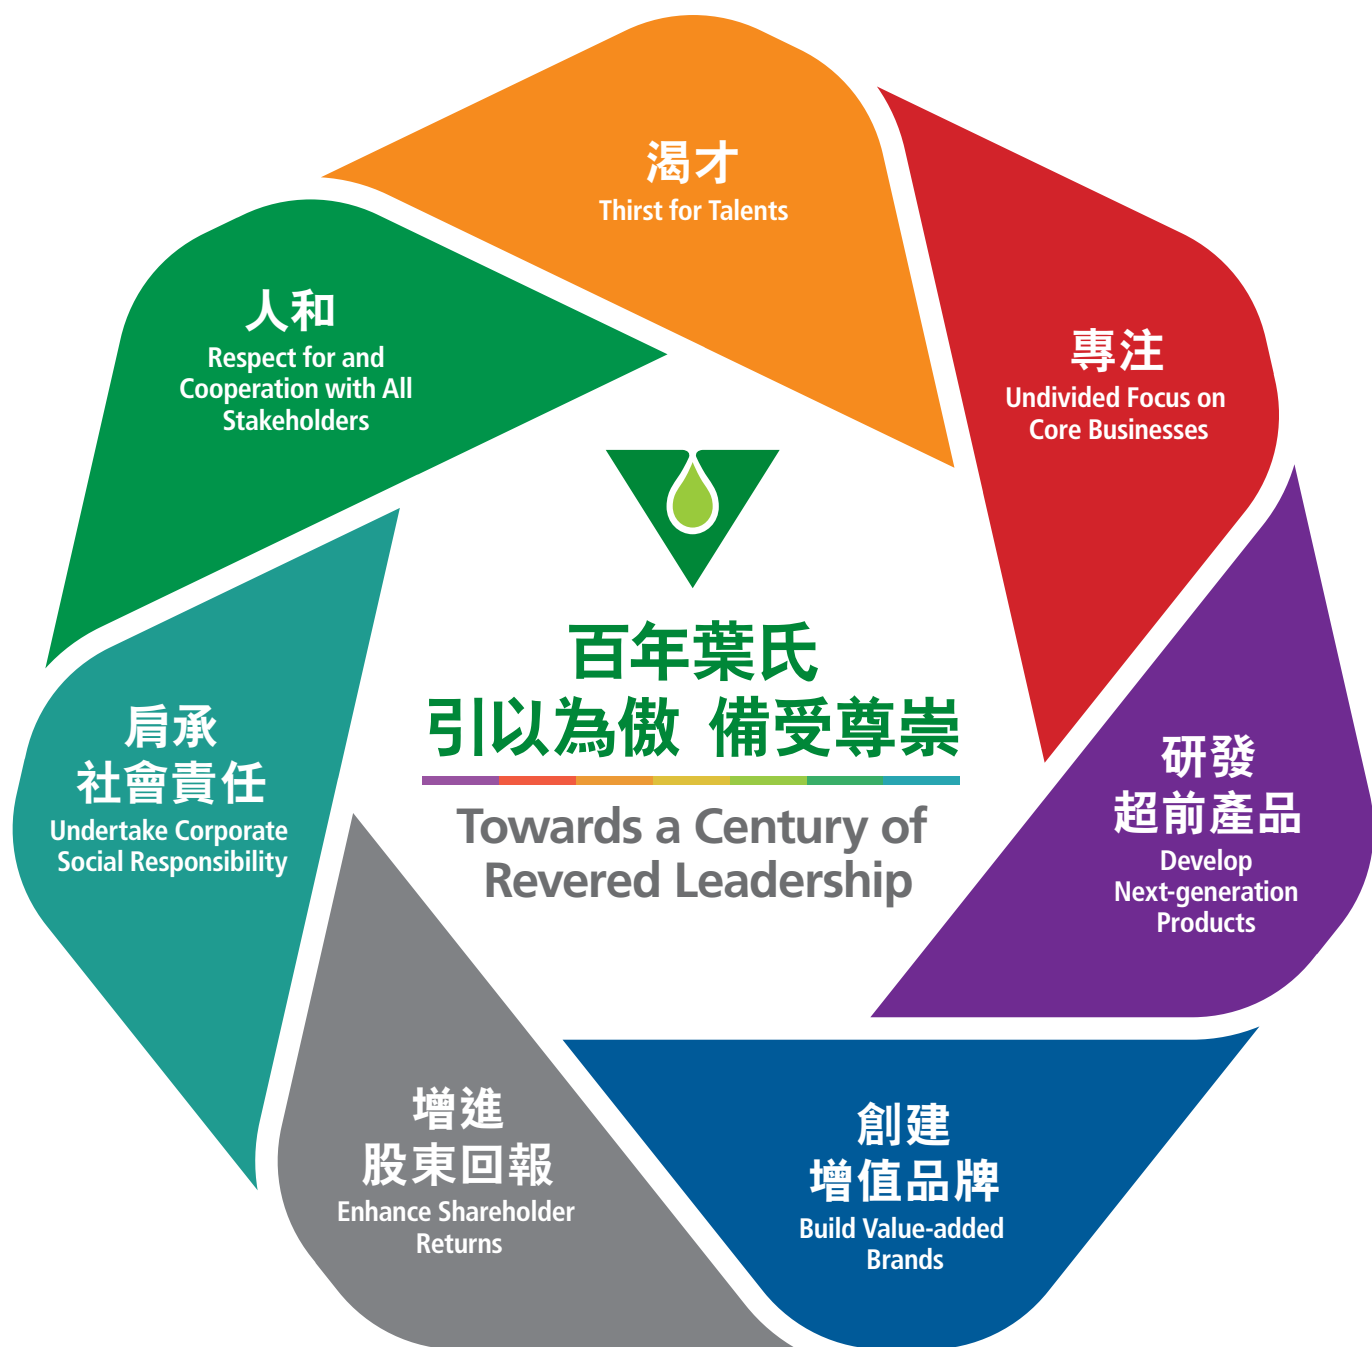 渴才
Thirst for Talents
專注
Undivided Focus on
Core Businesses
研發
超前產品
Develop
Next-generation
Products
創建
增值品牌
Build Value-added
Brands
增進
股東回報
Enhance Shareholder
Returns
肩承
社會責任
Undertake Corporate
Social Responsibility
人和
Respect for and
Cooperation with All
Stakeholders
百年葉氏
引以為傲 備受尊崇
Towards a Century of
Revered Leadership